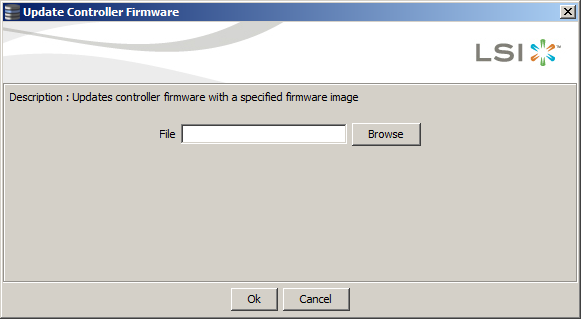 Update Controller Firmware
LSI
Description : Updates controller firmware with a specified firmware image
File
Browse
Ok
Cancel